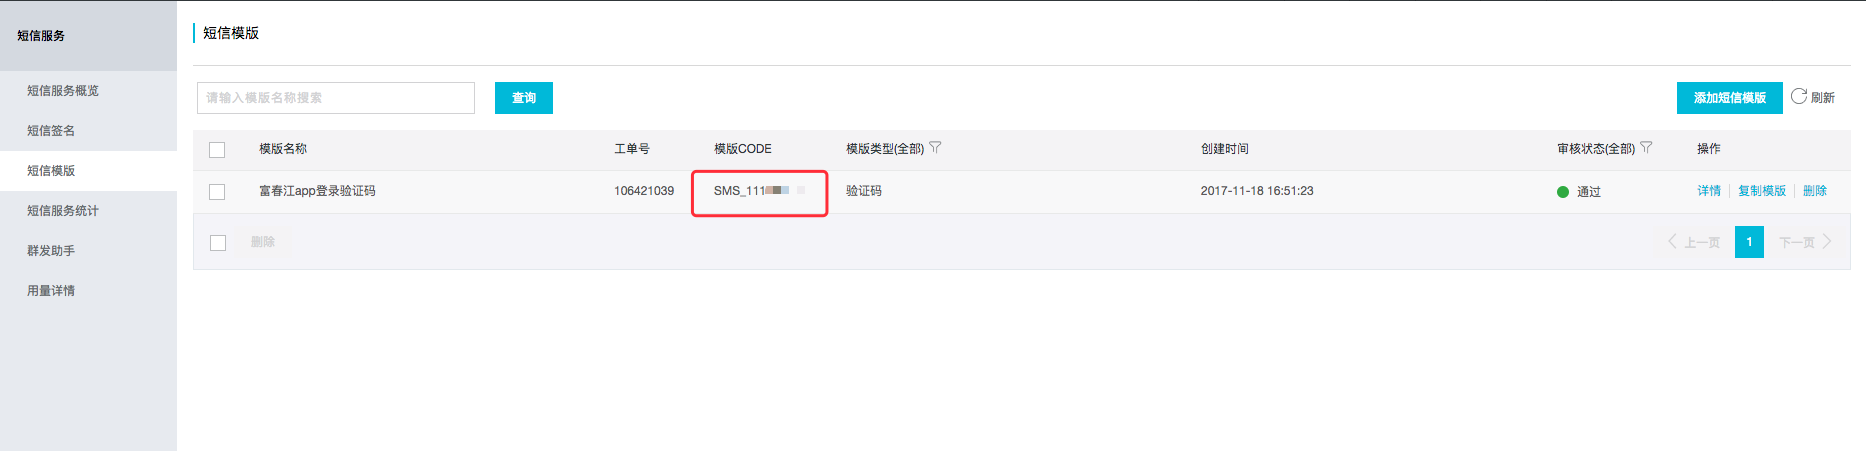 短信服务
短信服务概览
短信签名
短信模版
短信服务统计
群发助手
用量详情
短信模版
请输入模版名称搜索 查询 添加短信模版 刷新
模版名称 工单号 模版CODE 模版类型(全部) 创建时间 审核状态(全部) 操作
富春江app登录验证码 106421039 SMS_111 验证码 2017-11-18 16:51:23 通过 详情 复制模版 删除
删除 上一页 1 下一页